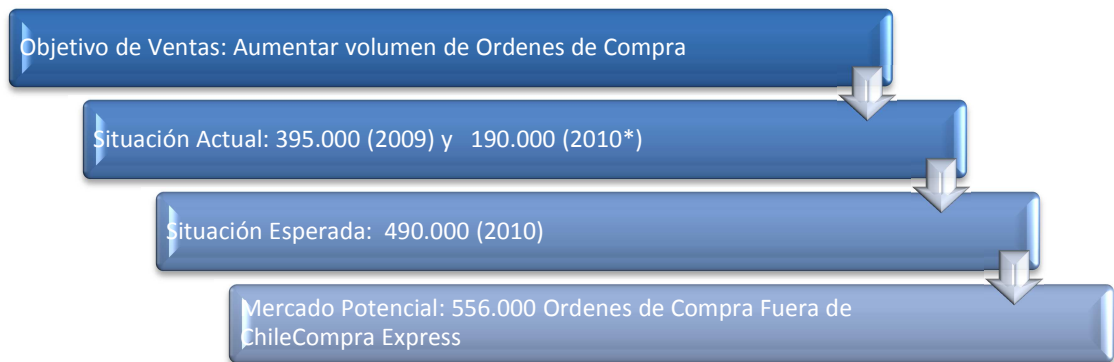 Objetivo de Ventas: Aumentar volumen de Ordenes de Compra
Situación Actual: 395.000 (2009) y 190.000 (2010*)
Situación Esperada: 490.000 (2010)
Mercado Potencial: 556.000 Ordenes de Compra Fuera de
ChileCompra Express